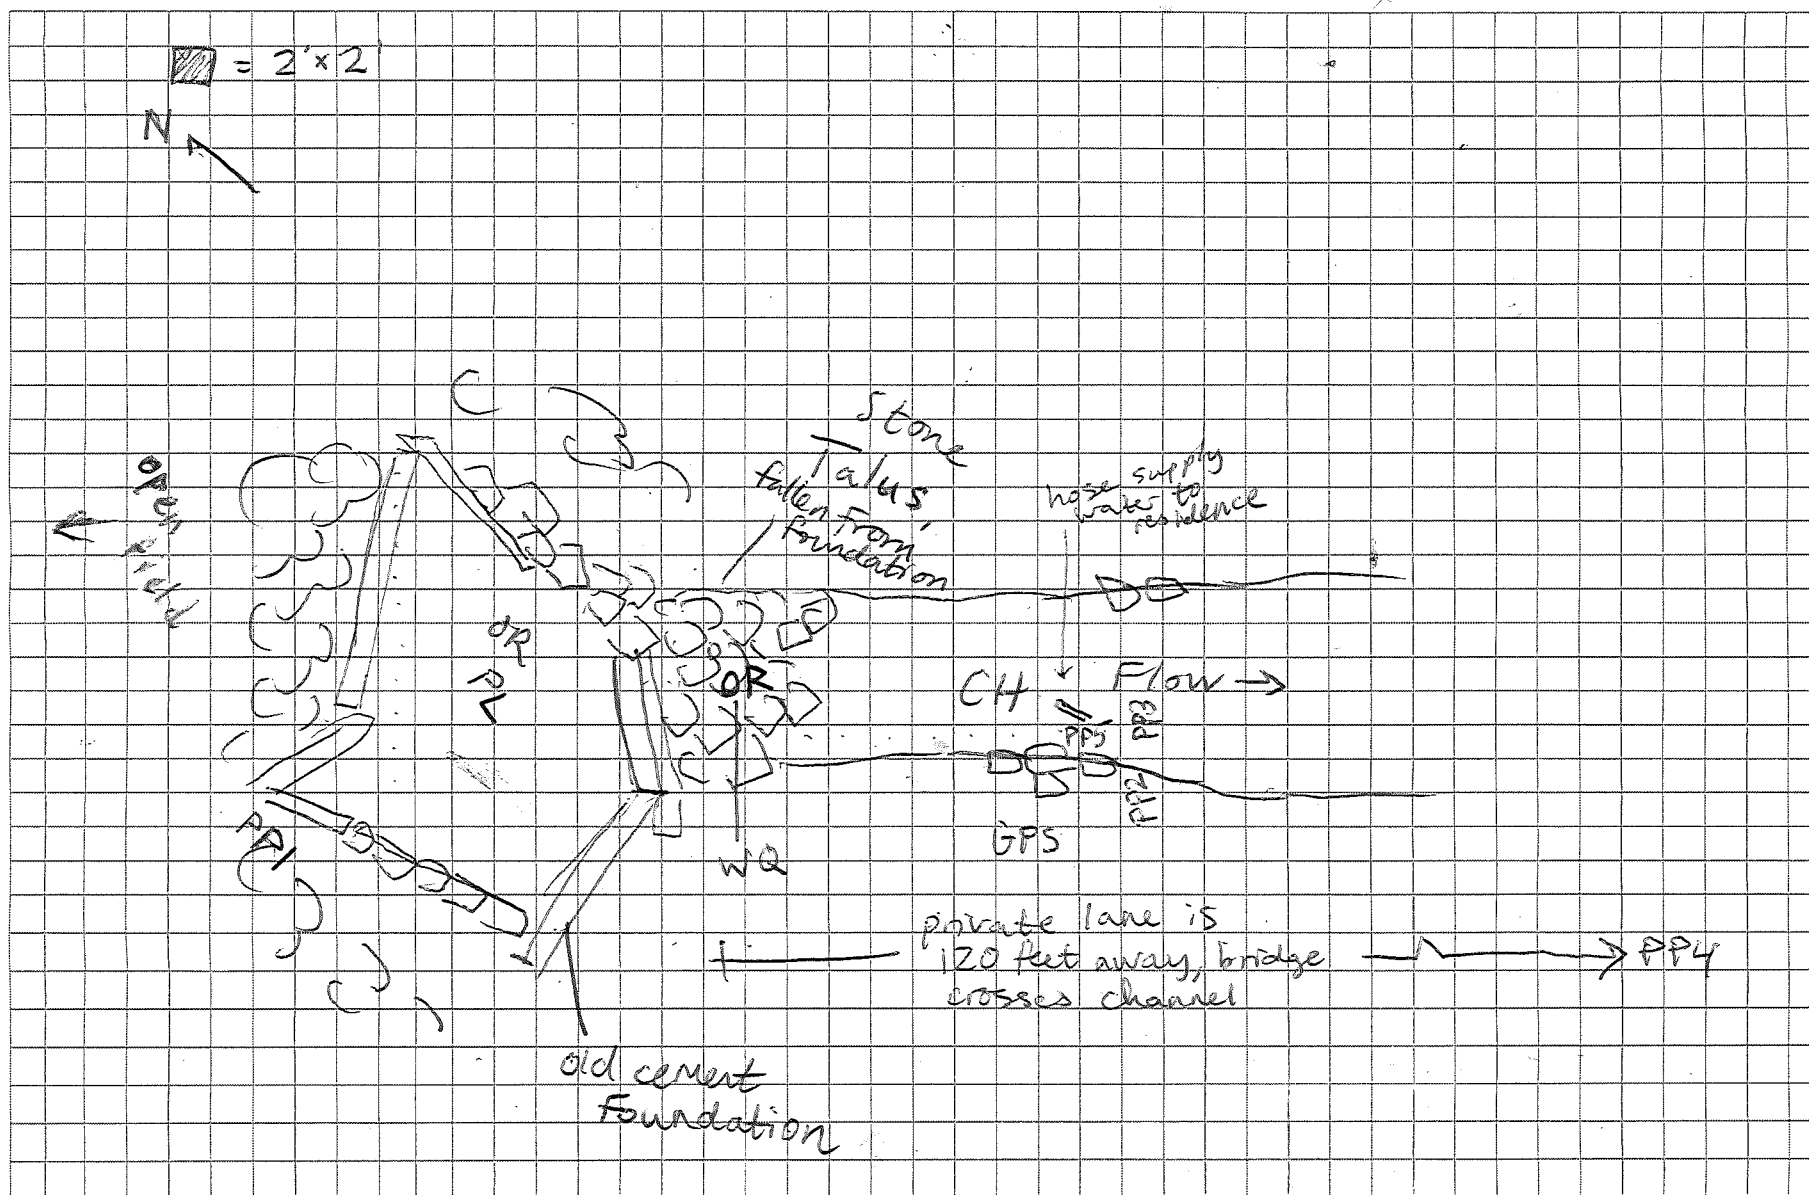 = 2'x2'
N
Stone
Talus,
fallen from
foundation
hose supply
water to
residence
open field
OR
CH
Flow →
OR
PP5
PP3
PP2
PP1
GPS
WQ
private lane is
120 feet away, bridge
crosses channel
PP4
old cement
Foundation